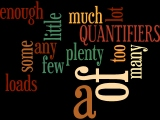 enough
little
much
lot
QUANTIFIERS
some
any
few
plenty
too
many
loads
a
of